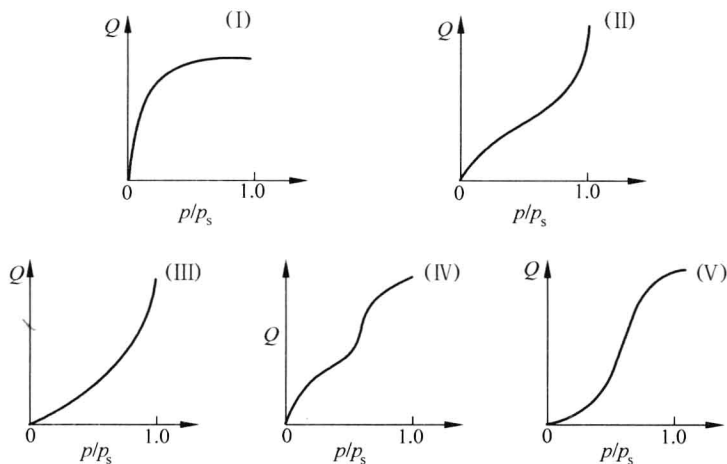 Q (I)
0 1.0
p/ps
Q (II)
0 1.0
p/ps
Q (III)
0 1.0
p/ps
Q (IV)
0 1.0
p/ps
Q (V)
0 1.0
p/ps